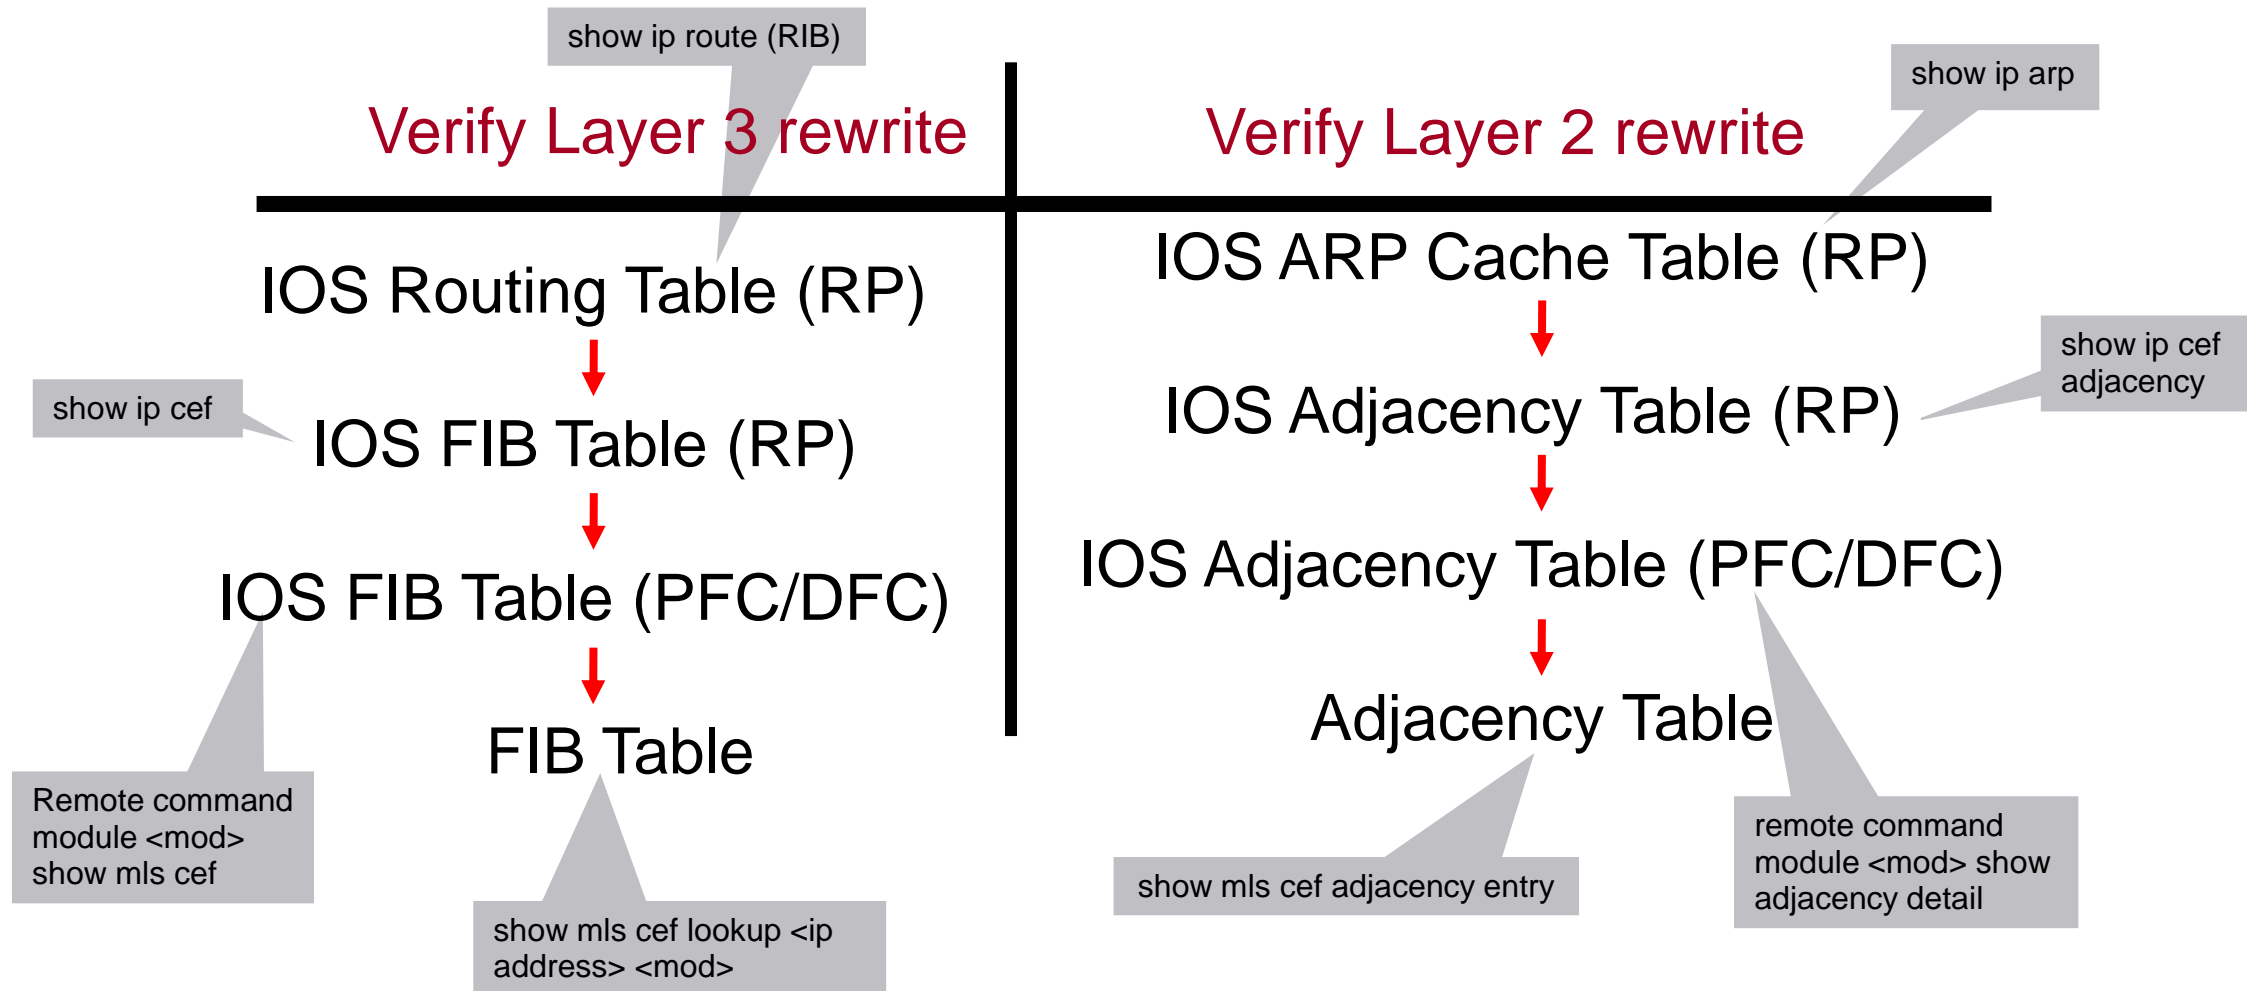 show ip route (RIB)
Verify Layer 3 rewrite
IOS Routing Table (RP)
show ip cef
IOS FIB Table (RP)
IOS FIB Table (PFC/DFC)
FIB Table
Remote command
module <mod>
show mls cef
show mls cef lookup <ip
address> <mod>
show ip arp
Verify Layer 2 rewrite
IOS ARP Cache Table (RP)
show ip cef
adjacency
IOS Adjacency Table (RP)
IOS Adjacency Table (PFC/DFC)
Adjacency Table
show mls cef adjacency entry
remote command
module <mod> show
adjacency detail